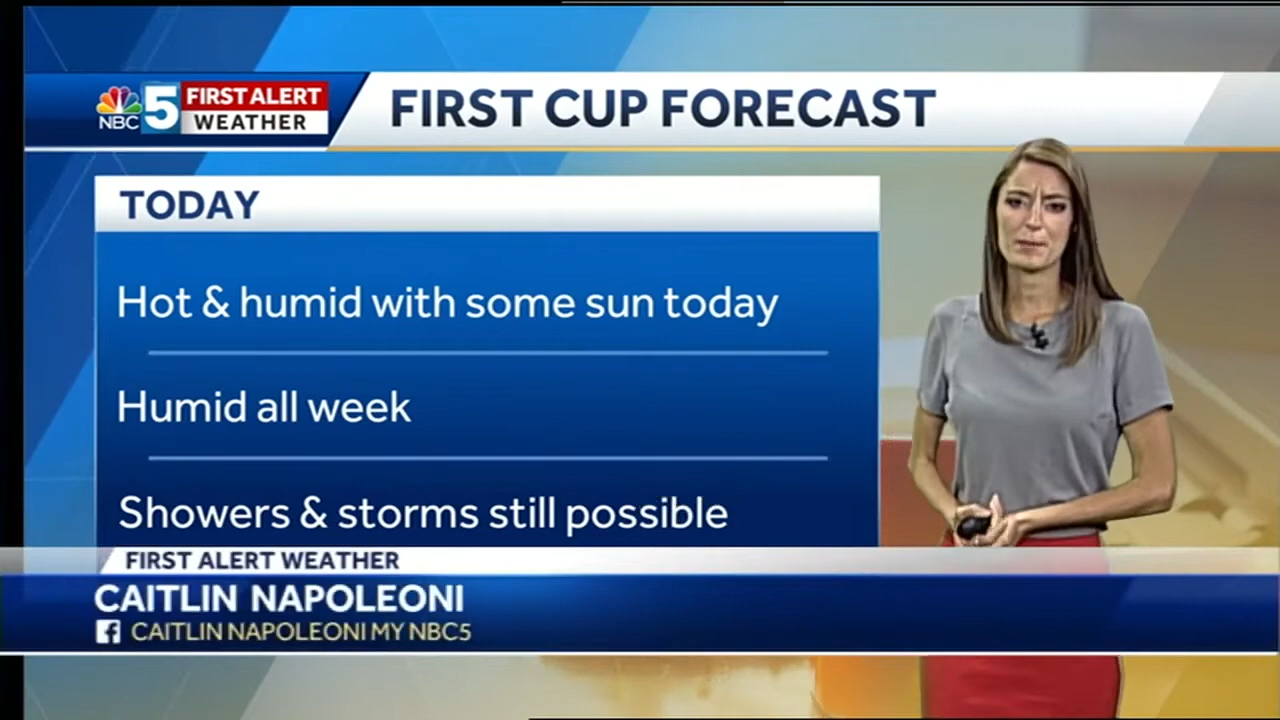 NBC 5 FIRST ALERT WEATHER
FIRST CUP FORECAST
TODAY
Hot & humid with some sun today
Humid all week
Showers & storms still possible
FIRST ALERT WEATHER
CAITLIN NAPOLEONI
CAITLIN NAPOLEONI MY NBC5